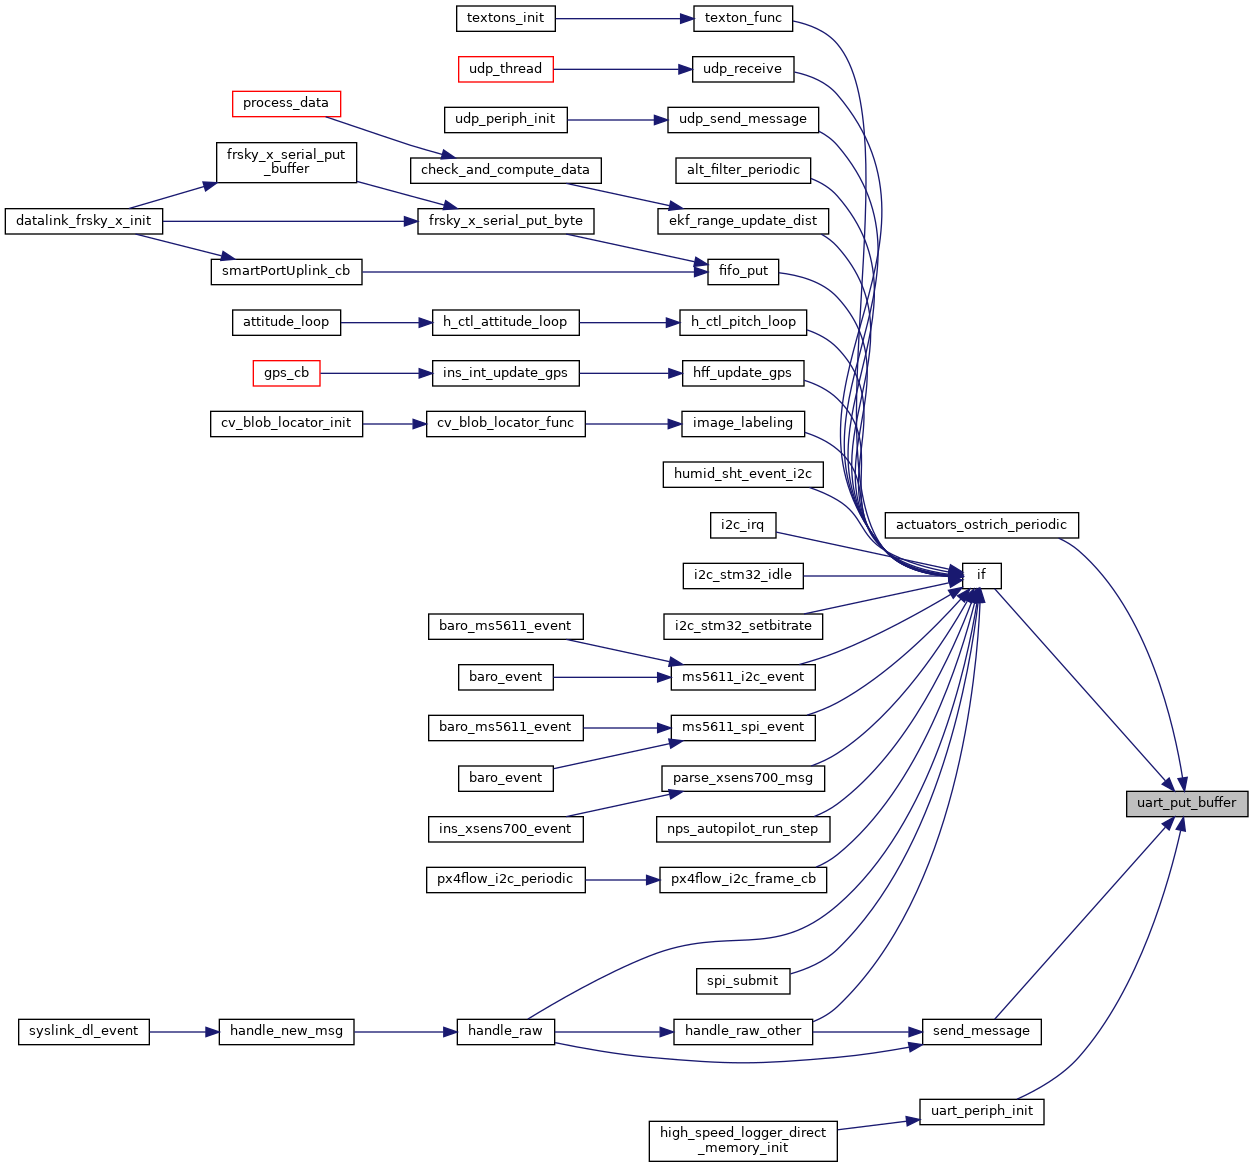 textons_init
texton_func
udp_thread
udp_receive
process_data
udp_periph_init
udp_send_message
frsky_x_serial_put
_buffer
check_and_compute_data
alt_filter_periodic
datalink_frsky_x_init
frsky_x_serial_put_byte
ekf_range_update_dist
smartPortUplink_cb
fifo_put
attitude_loop
h_ctl_attitude_loop
h_ctl_pitch_loop
gps_cb
ins_int_update_gps
hff_update_gps
cv_blob_locator_init
cv_blob_locator_func
image_labeling
humid_sht_event_i2c
i2c_irq
actuators_ostrich_periodic
i2c_stm32_idle
if
baro_ms5611_event
i2c_stm32_setbitrate
baro_event
ms5611_i2c_event
baro_ms5611_event
ms5611_spi_event
baro_event
parse_xsens700_msg
uart_put_buffer
ins_xsens700_event
nps_autopilot_run_step
px4flow_i2c_periodic
px4flow_i2c_frame_cb
spi_submit
syslink_dl_event
handle_new_msg
handle_raw
handle_raw_other
send_message
uart_periph_init
high_speed_logger_direct
_memory_init